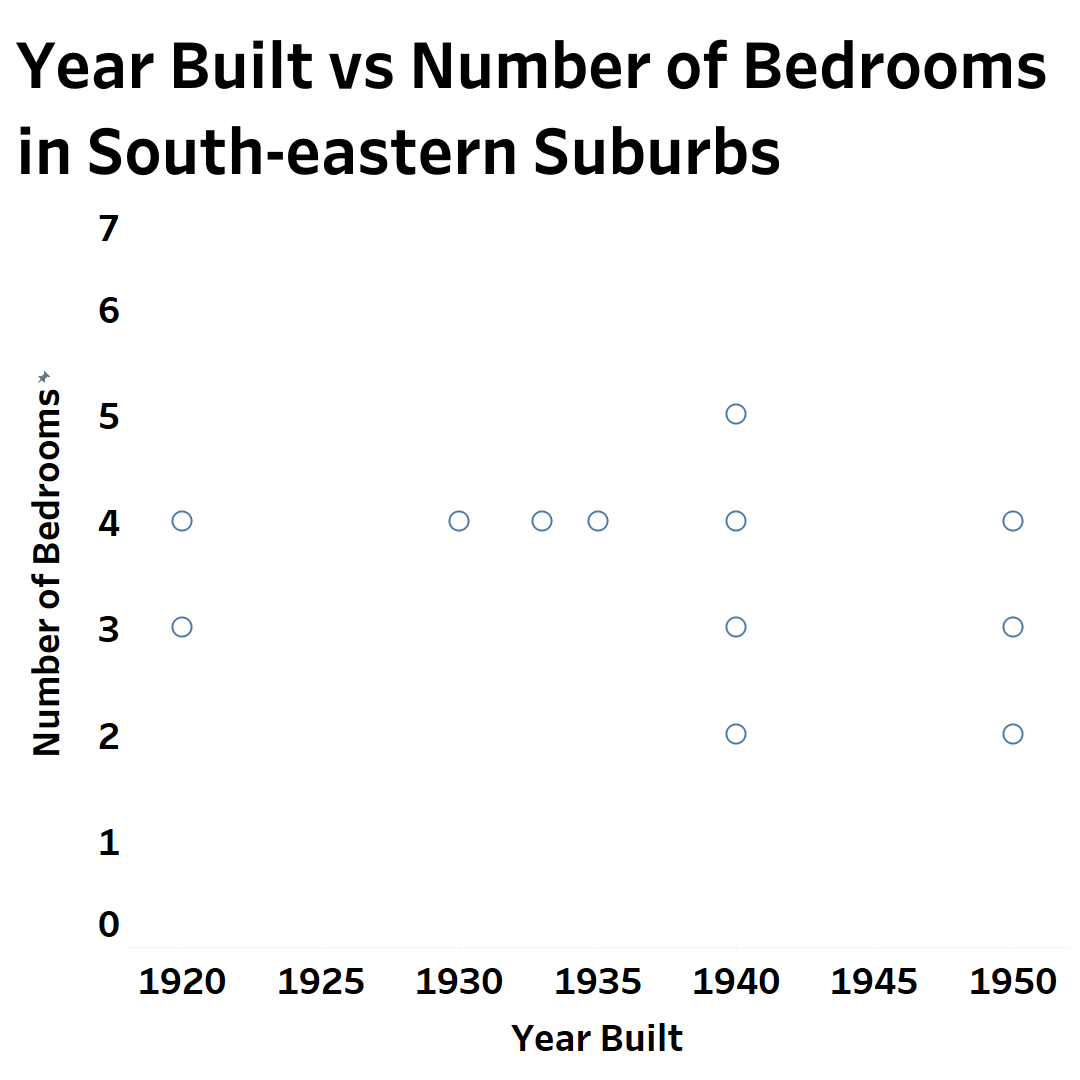 Year Built vs Number of Bedrooms
in South-eastern Suburbs
7
6
5
4
3
2
1
0
Number of Bedrooms
1920 1925 1930 1935 1940 1945 1950
Year Built